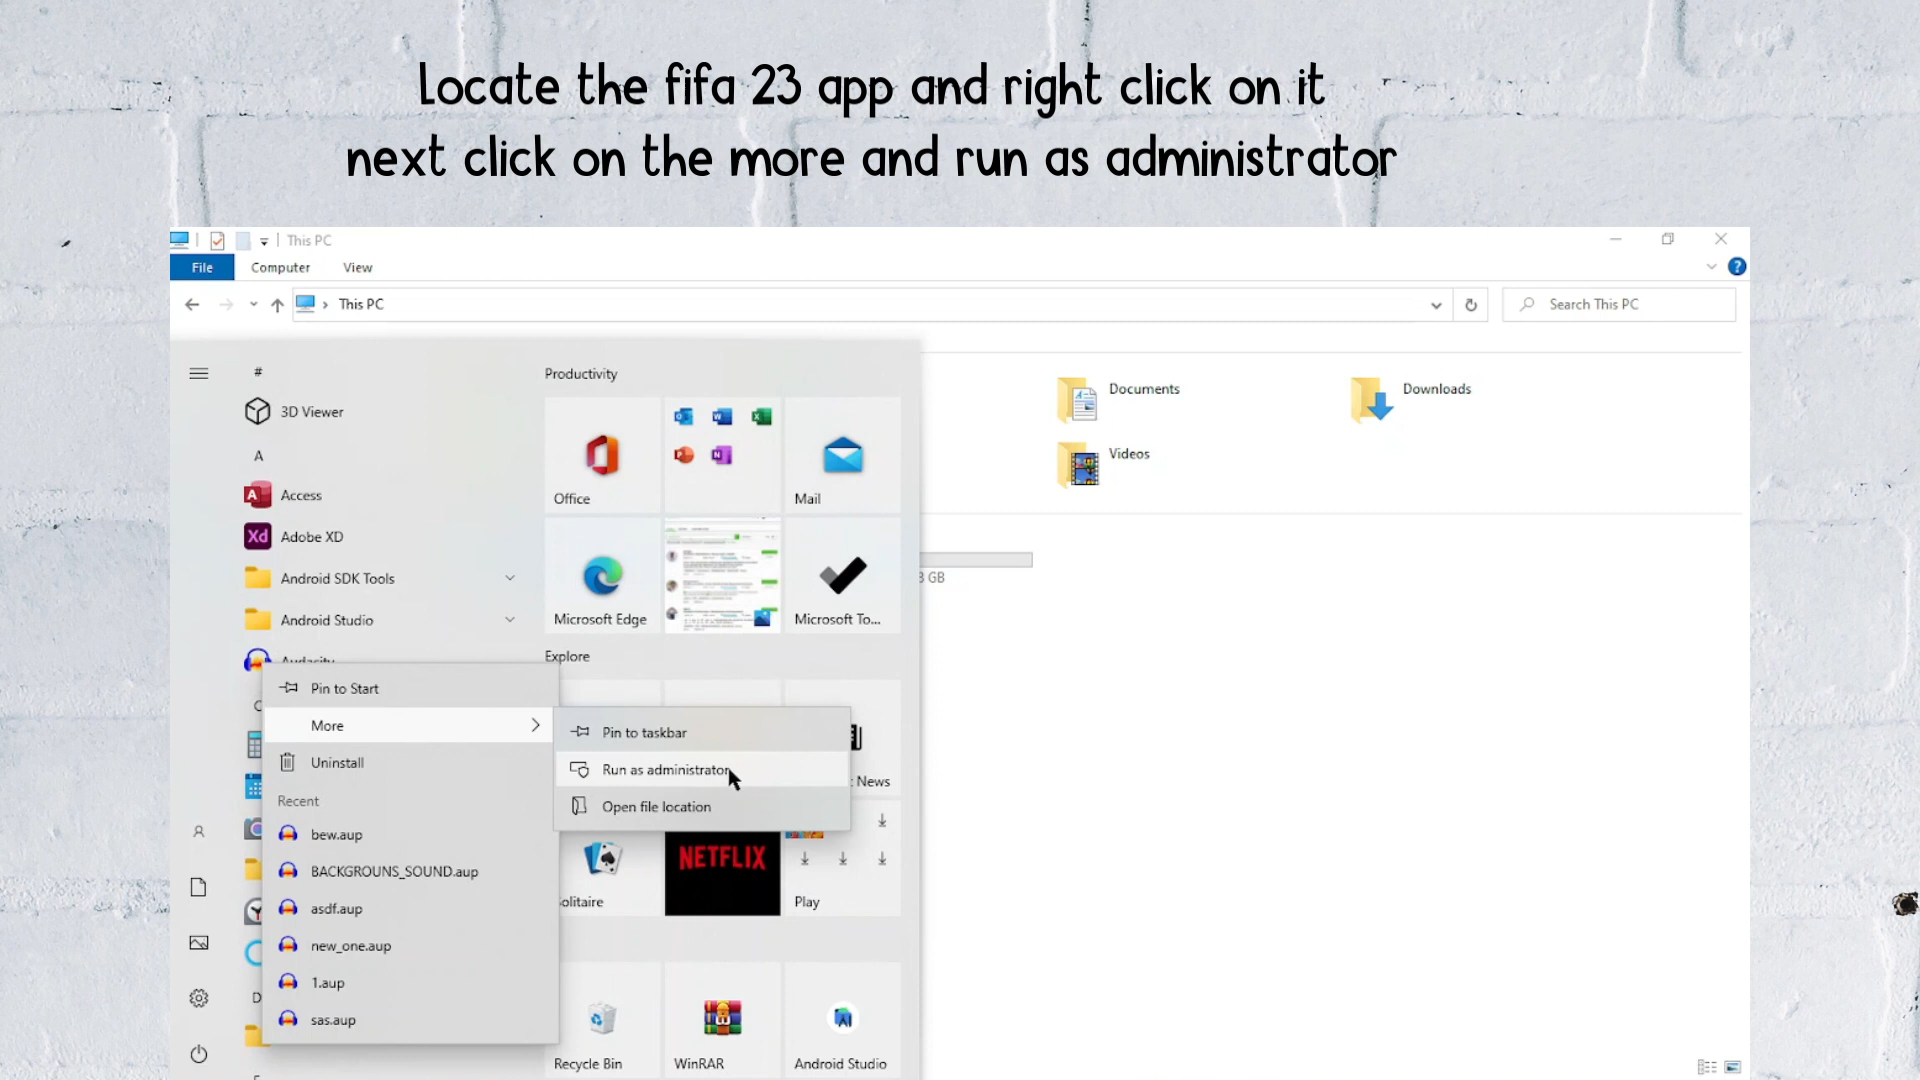 Locate the fifa 23 app and right click on it
next click on the more and run as administrator
This PC
File
Computer
View
This PC
Search This PC
#
3D Viewer
A
Access
Adobe XD
Android SDK Tools
Android Studio
Audacity
Pin to Start
More
Uninstall
Recent
bew.aup
BACKGROUNS_SOUND.aup
asdf.aup
new_one.aup
1.aup
sas.aup
D
Productivity
Office
Mail
Microsoft Edge
Microsoft To...
Explore
Pin to taskbar
Run as administrator
Open file location
News
olitaire
NETFLIX
Play
Recycle Bin
WinRAR
Android Studio
Documents
Downloads
Videos
GB